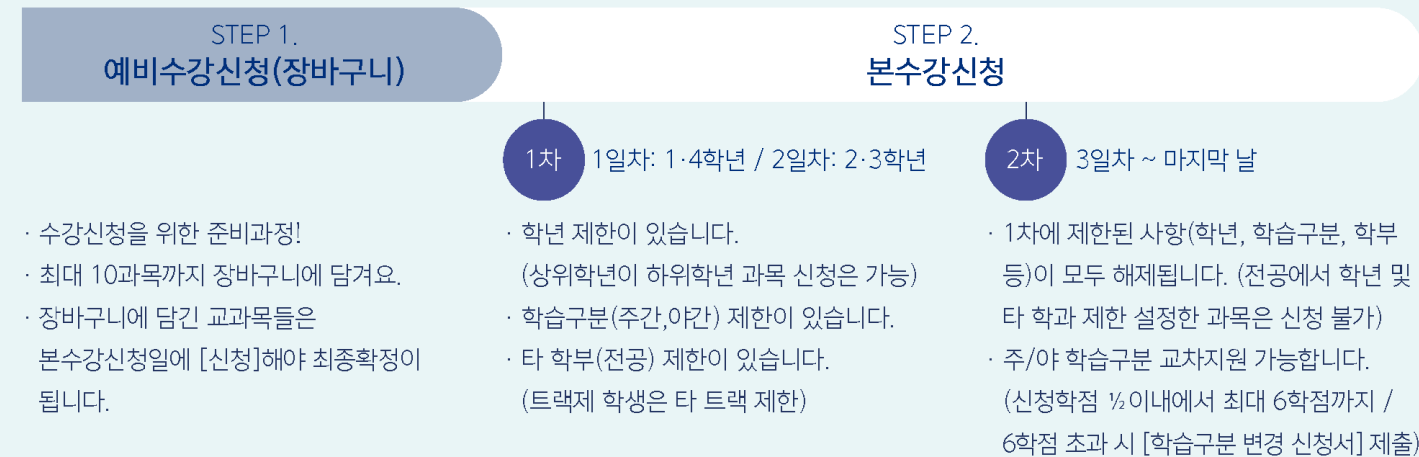 STEP 1.
예비수강신청(장바구니)
STEP 2.
본수강신청
1차
1일차: 1·4학년 / 2일차: 2·3학년
2차
3일차 ~ 마지막 날
· 수강신청을 위한 준비과정!
· 최대 10과목까지 장바구니에 담겨요.
· 장바구니에 담긴 교과목들은
본수강신청일에 [신청]해야 최종확정이
됩니다.
· 학년 제한이 있습니다.
(상위학년이 하위학년 과목 신청은 가능)
· 학습구분(주간,야간) 제한이 있습니다.
· 타 학부(전공) 제한이 있습니다.
(트랙제 학생은 타 트랙 제한)
· 1차에 제한된 사항(학년, 학습구분, 학부
등)이 모두 해제됩니다. (전공에서 학년 및
타 학과 제한 설정한 과목은 신청 불가)
· 주/야 학습구분 교차지원 가능합니다.
(신청학점 ½이내에서 최대 6학점까지 /
6학점 초과 시 [학습구분 변경 신청서] 제출)